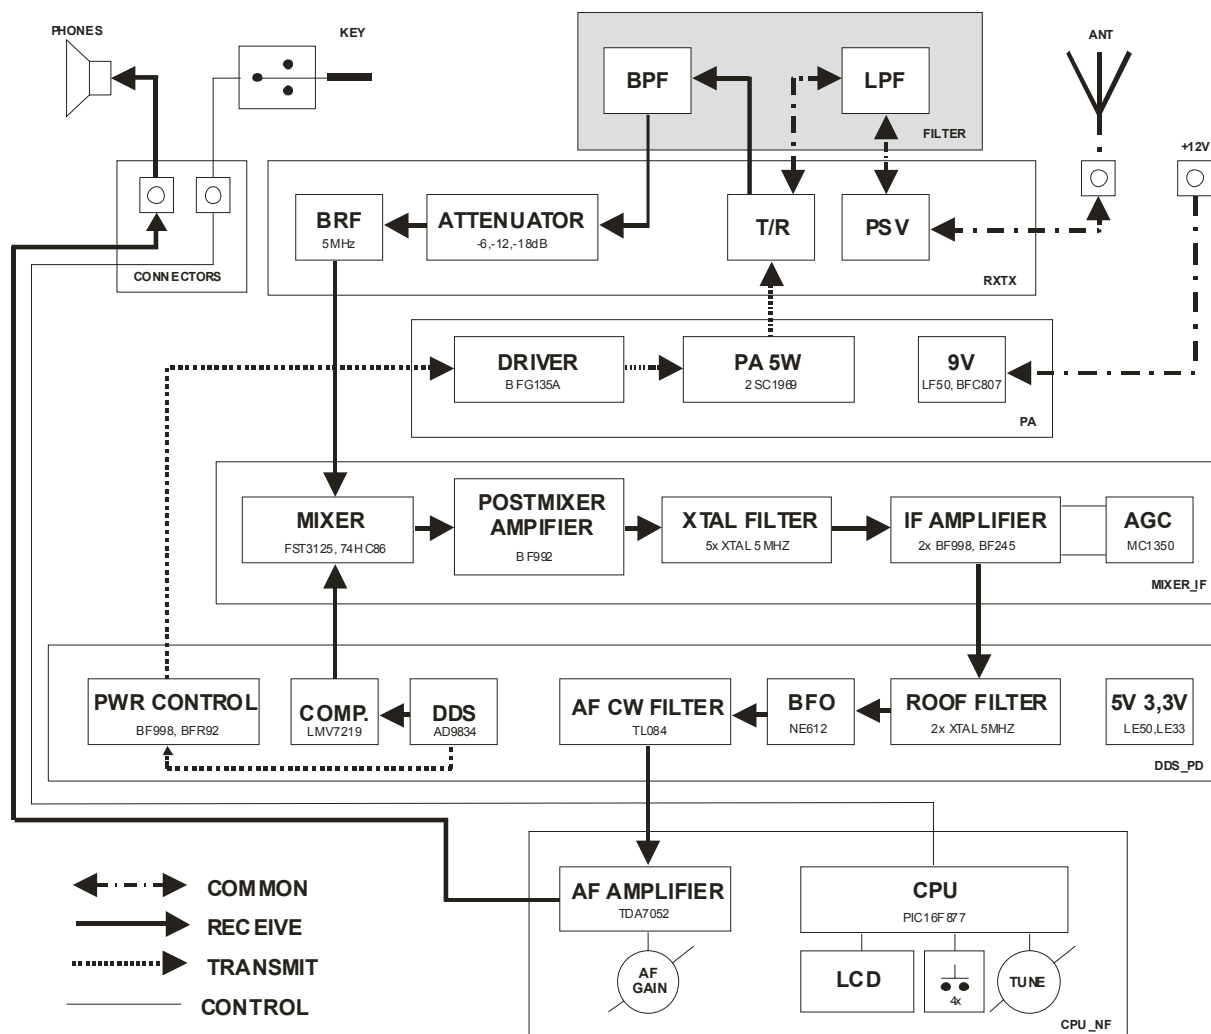 PHONES
KEY
ANT
BPF
LPF
FILTER
+12V
BRF
5MHz
ATTENUATOR
-6,-12,-18dB
T/R
PSV
CONNECTORS
RXTX
DRIVER
BFG135A
PA 5W
2SC1969
9V
LF50, BFC807
PA
MIXER
FST3125, 74HC86
POSTMIXER
AMPIFIER
BF992
XTAL FILTER
5x XTAL 5MHZ
IF AMPLIFIER
2x BF998, BF245
AGC
MC1350
MIXER_IF
PWR CONTROL
BF998, BFR92
COMP.
LMV7219
DDS
AD9834
AF CW FILTER
TL084
BFO
NE612
ROOF FILTER
2x XTAL 5MHZ
5V 3,3V
LE50,LE33
DDS_PD
AF AMPLIFIER
TDA7052
CPU
PIC16F877
AF
GAIN
LCD
4x
TUNE
CPU_NF
COMMON
RECEIVE
TRANSMIT
CONTROL